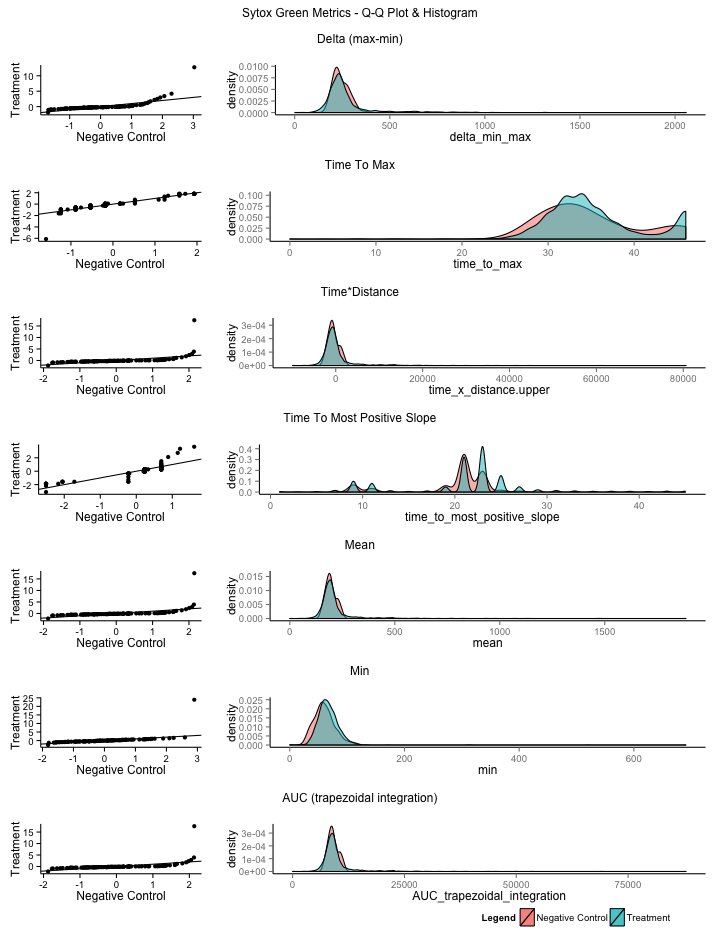 Sytox Green Metrics - Q-Q Plot & Histogram
Delta (max-min)
Treatment
10
5
0
-1 0 1 2 3
Negative Control
density
0.0100
0.0075
0.0050
0.0025
0.0000
0 500 1000 1500 2000
delta_min_max
Time To Max
Treatment
2
0
-2
-4
-6
-1 0 1 2
Negative Control
density
0.100
0.075
0.050
0.025
0.000
0 10 20 30 40
time_to_max
Time*Distance
Treatment
15
10
5
0
-2 -1 0 1 2
Negative Control
density
3e-04
2e-04
1e-04
0e+00
0 20000 40000 60000 80000
time_x_distance.upper
Time To Most Positive Slope
Treatment
2
0
-2
-2 -1 0 1
Negative Control
density
0.4
0.3
0.2
0.1
0.0
0 10 20 30 40
time_to_most_positive_slope
Mean
Treatment
15
10
5
0
-2 -1 0 1 2
Negative Control
density
0.015
0.010
0.005
0.000
0 500 1000 1500
mean
Min
Treatment
25
20
15
10
5
0
-2 -1 0 1 2 3
Negative Control
density
0.025
0.020
0.015
0.010
0.005
0.000
0 200 400 600
min
AUC (trapezoidal integration)
Treatment
15
10
5
0
-2 -1 0 1 2
Negative Control
density
3e-04
2e-04
1e-04
0e+00
0 25000 50000 75000
AUC_trapezoidal_integration
Legend Negative Control Treatment